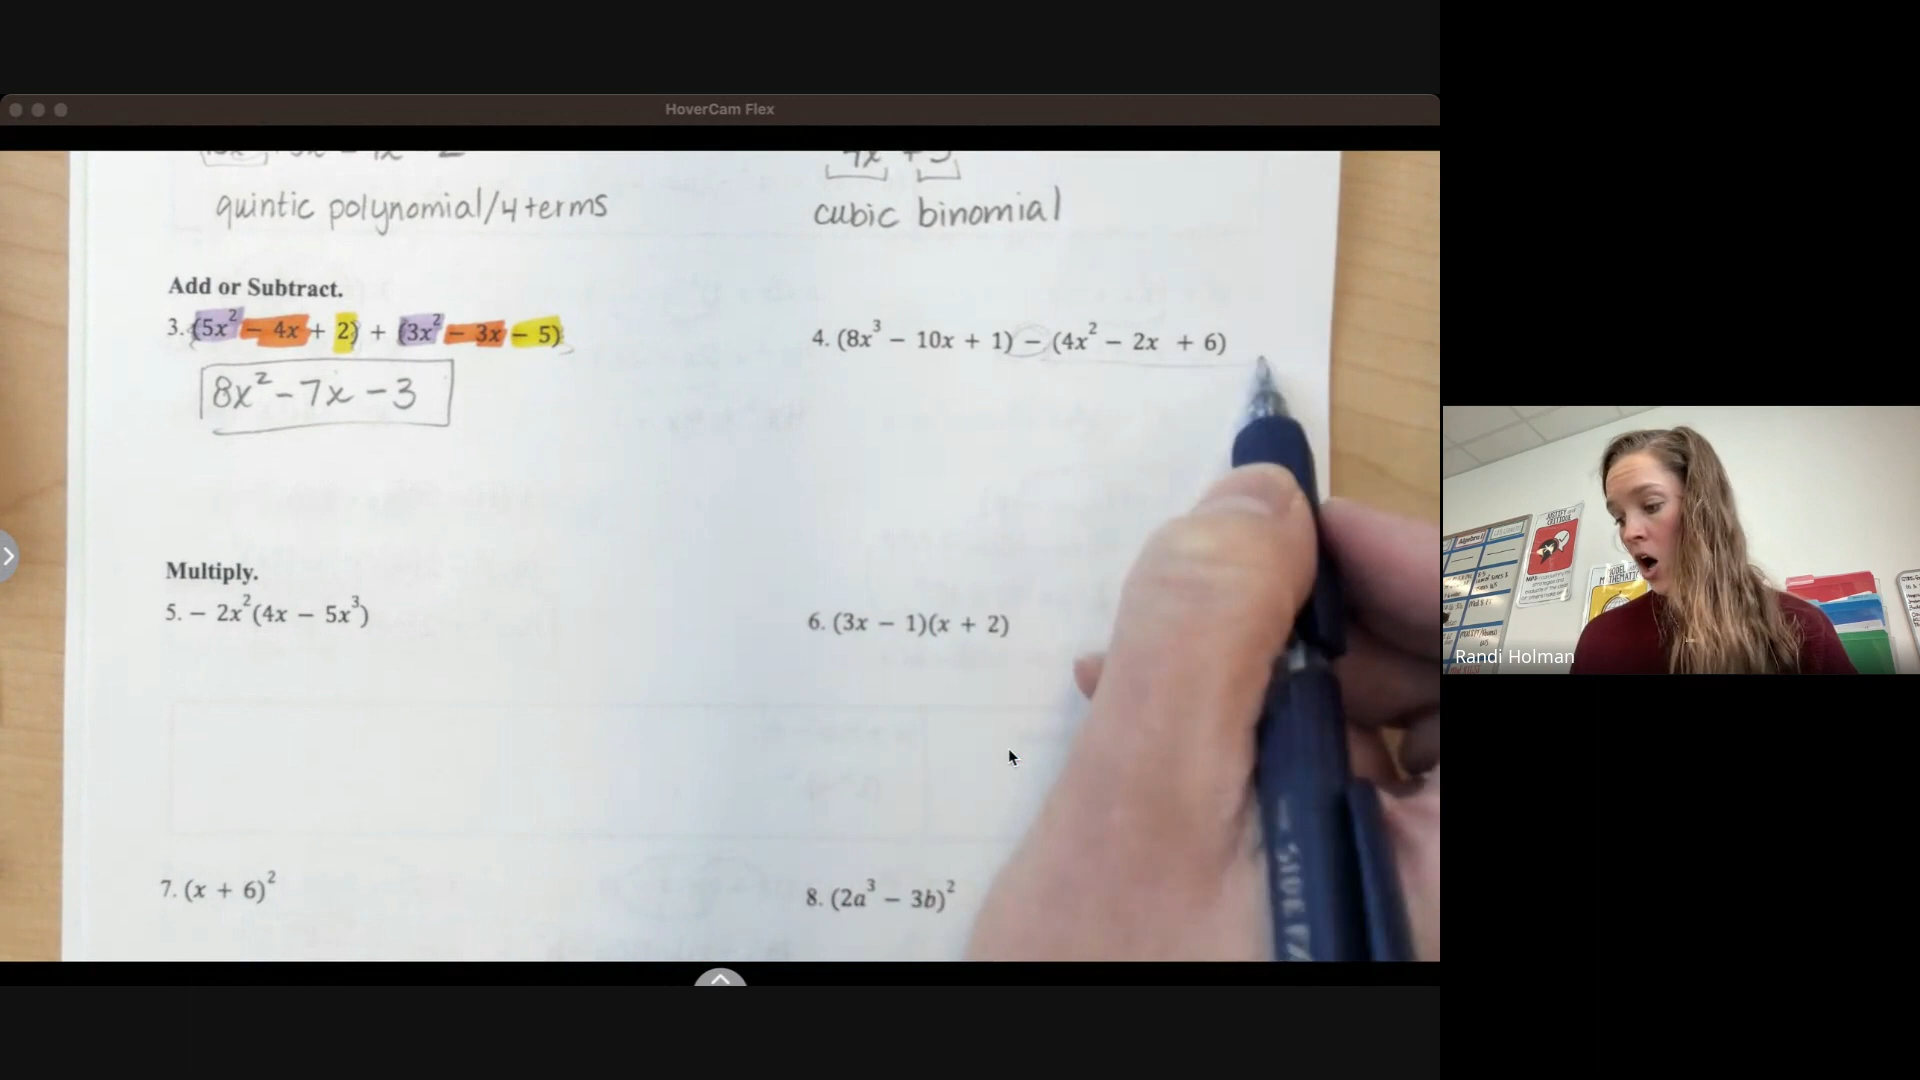 HoverCam Flex
quintic polynomial/4 terms
cubic binomial
Add or Subtract.
3. (5x² − 4x + 2) + (3x² − 3x − 5)
8x² − 7x − 3
4. (8x³ − 10x + 1) − (4x² − 2x + 6)
Multiply.
5. − 2x²(4x − 5x³)
6. (3x − 1)(x + 2)
7. (x + 6)²
8. (2a³ − 3b)²
Randi Holman